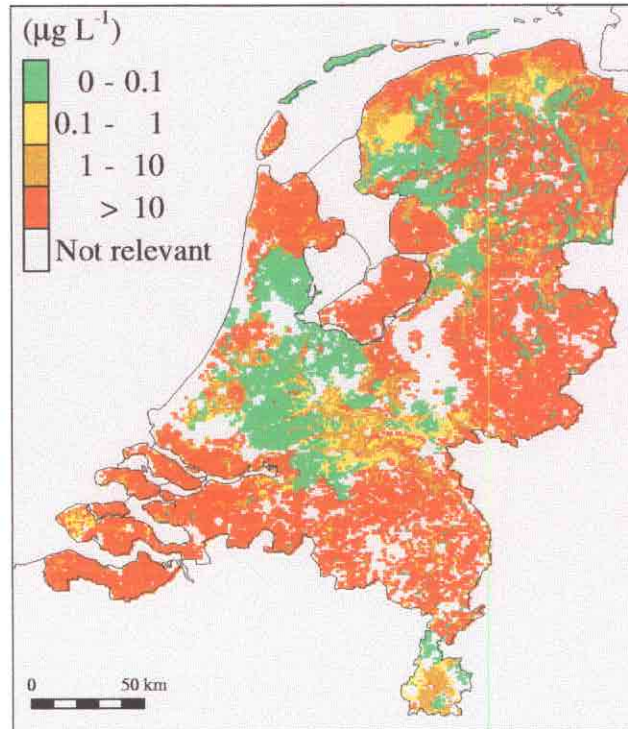 (µg L⁻¹)
0 - 0.1
0.1 - 1
1 - 10
> 10
Not relevant
0 50 km